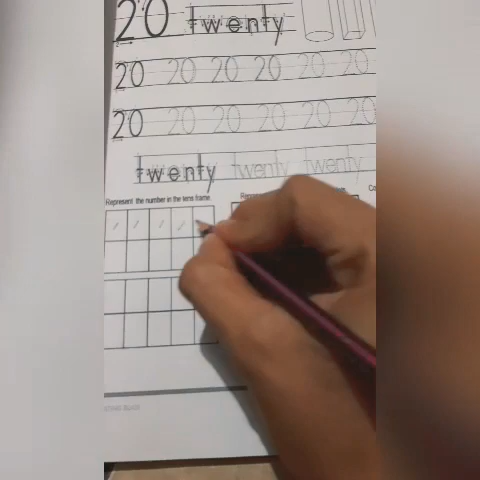 20 twenty
20 20 20 20 20 20
20 20 20 20 20 20
twenty twenty twenty
Represent the number in the tens frame.